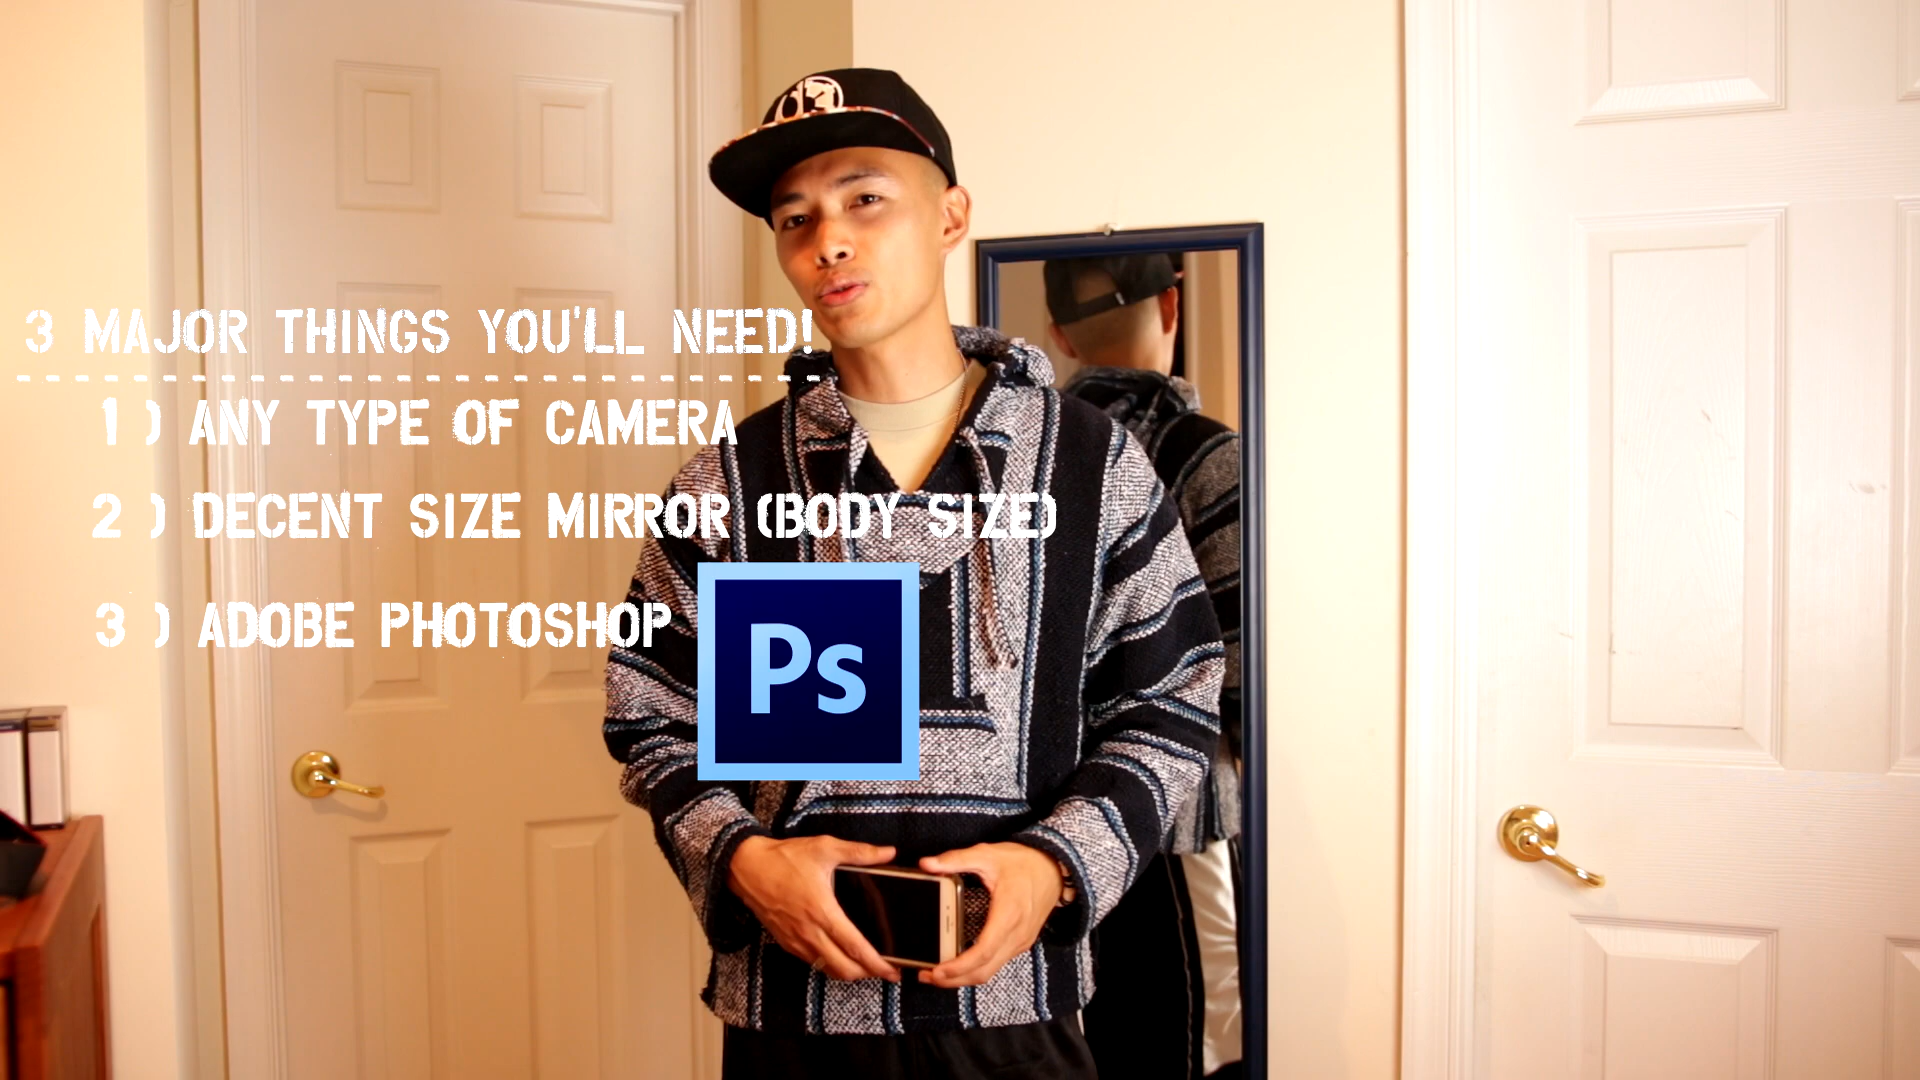 3 MAJOR THINGS YOU'LL NEED!
1 ) ANY TYPE OF CAMERA
2 ) DECENT SIZE MIRROR (BODY SIZE)
3 ) ADOBE PHOTOSHOP
Ps